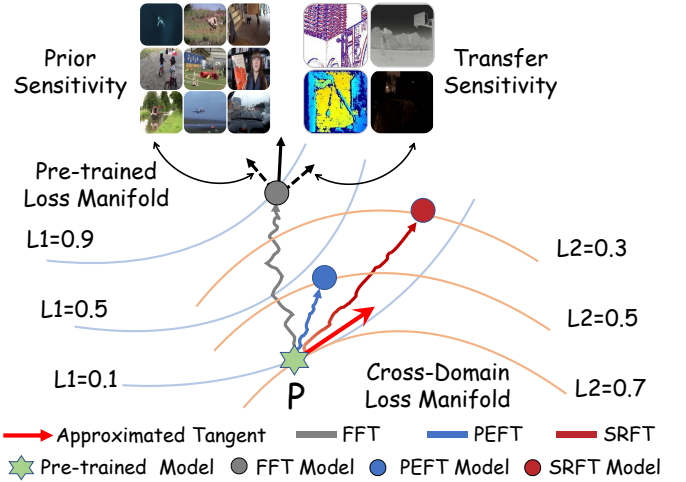 Prior
Sensitivity
Transfer
Sensitivity
Pre-trained
Loss Manifold
L1=0.9
L2=0.3
L1=0.5
L2=0.5
L1=0.1
L2=0.7
P
Cross-Domain
Loss Manifold
Approximated Tangent
FFT
PEFT
SRFT
Pre-trained Model
FFT Model
PEFT Model
SRFT Model